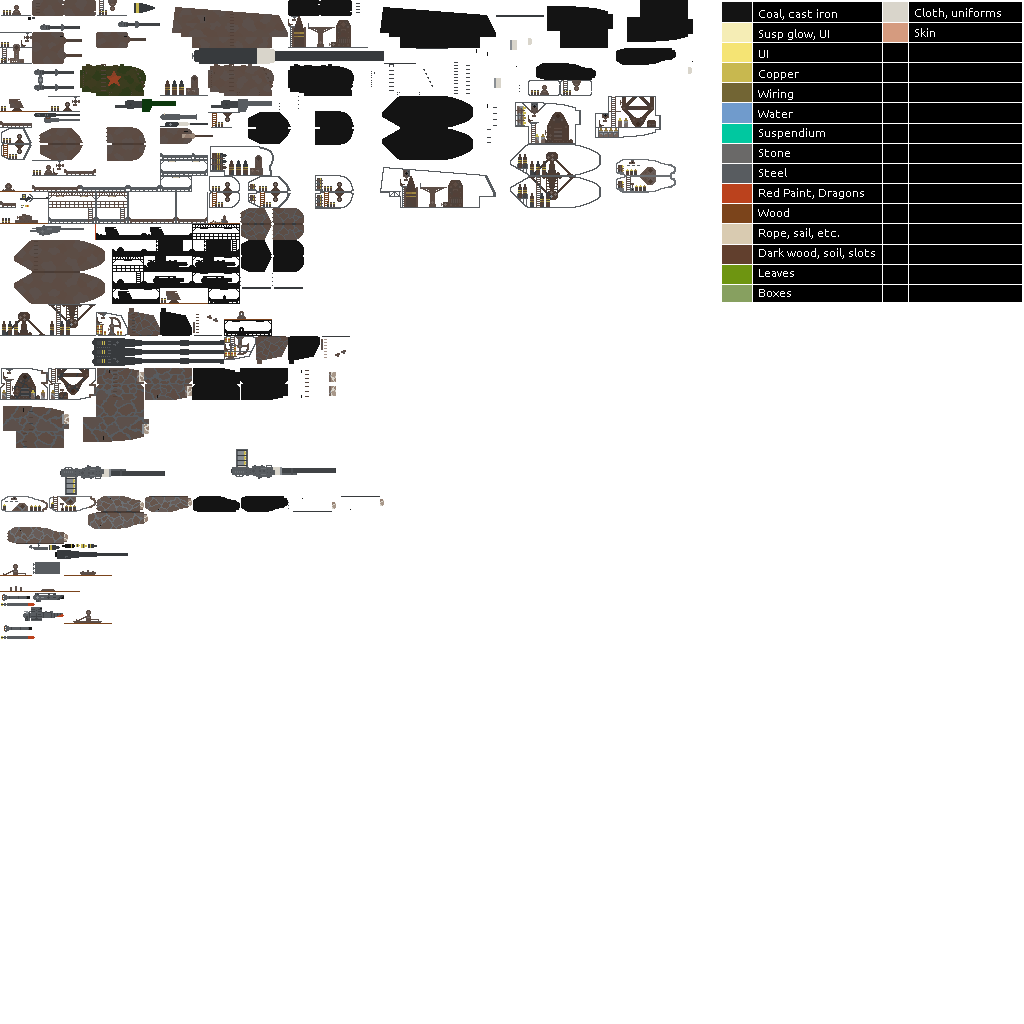 Coal, cast iron
Cloth, uniforms
Susp glow, UI
Skin
UI
Copper
Wiring
Water
Suspendium
Stone
Steel
Red Paint, Dragons
Wood
Rope, sail, etc.
Dark wood, soil, slots
Leaves
Boxes